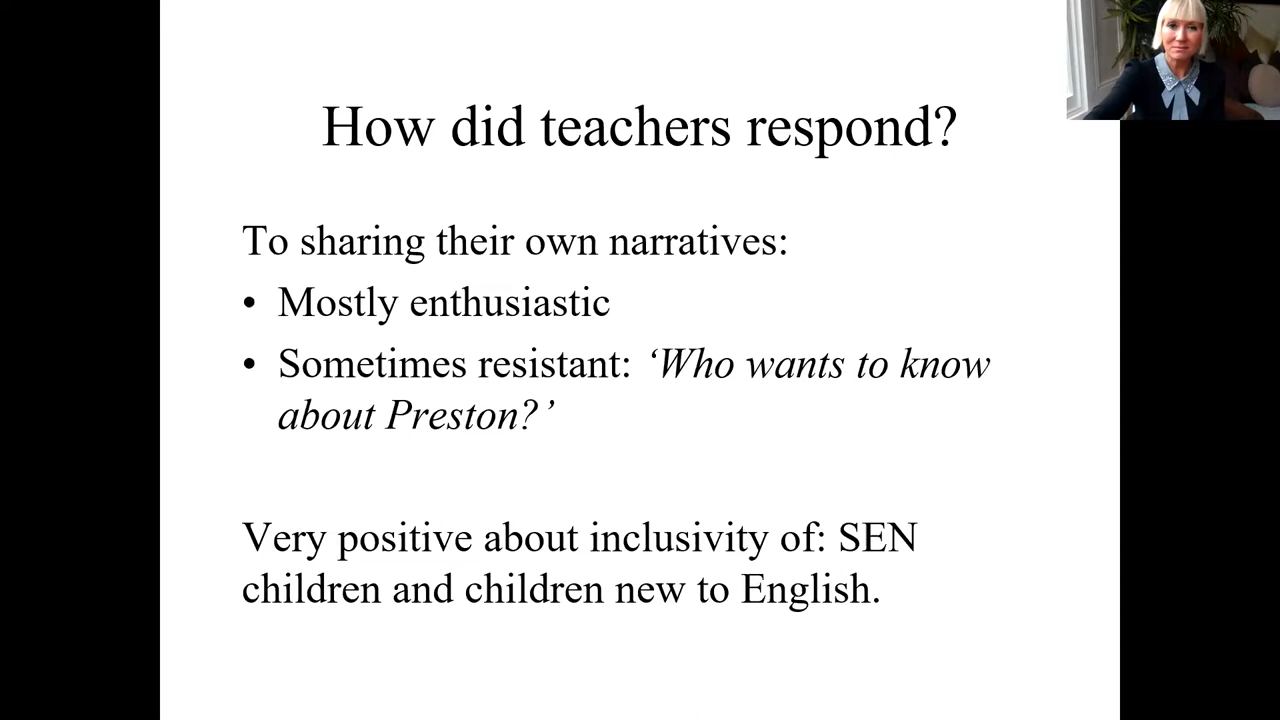 How did teachers respond?
To sharing their own narratives:
• Mostly enthusiastic
• Sometimes resistant: ‘Who wants to know
about Preston?’
Very positive about inclusivity of: SEN
children and children new to English.